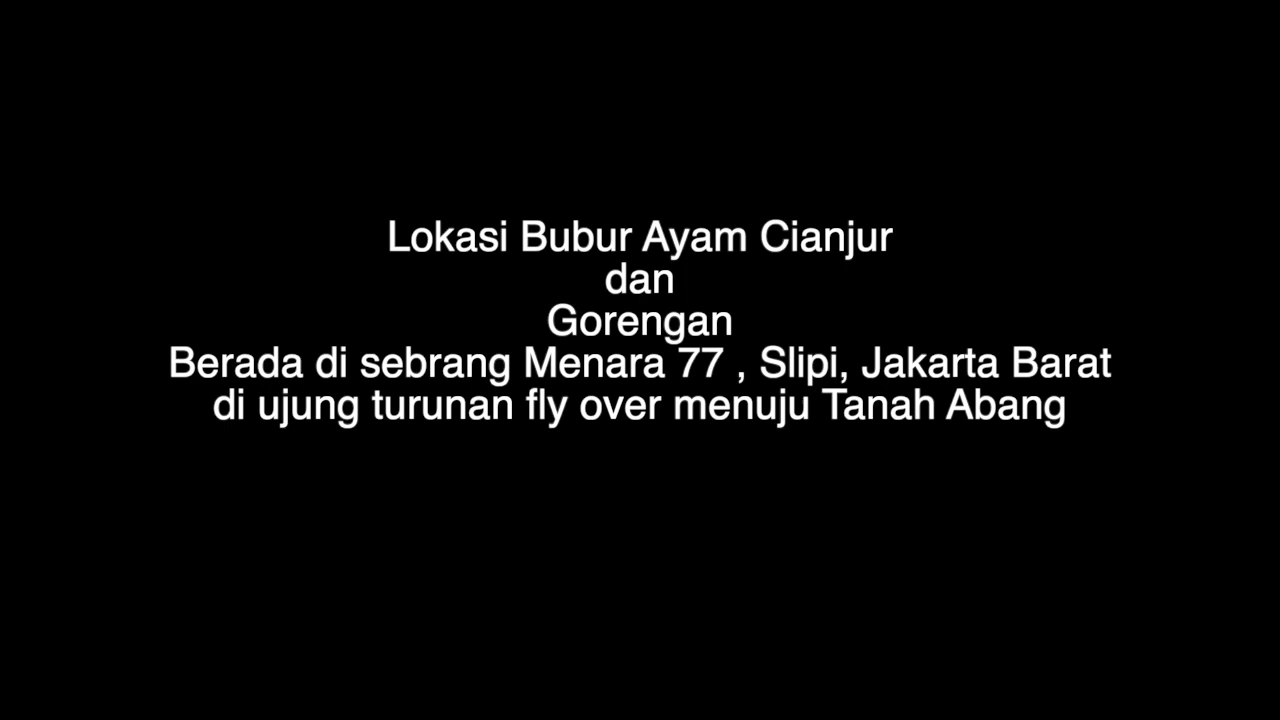 Lokasi Bubur Ayam Cianjur
dan
Gorengan
Berada di sebrang Menara 77 , Slipi, Jakarta Barat
di ujung turunan fly over menuju Tanah Abang